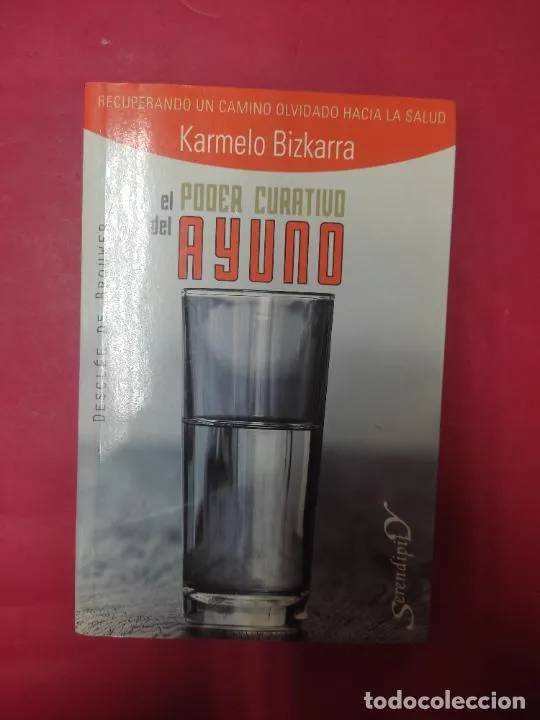 RECUPERANDO UN CAMINO OLVIDADO HACIA LA SALUD
Karmelo Bizkarra
el PODER CURATIVO
del AYUNO
DESCLÉE DE BROUWER
Serendipity
todocoleccion